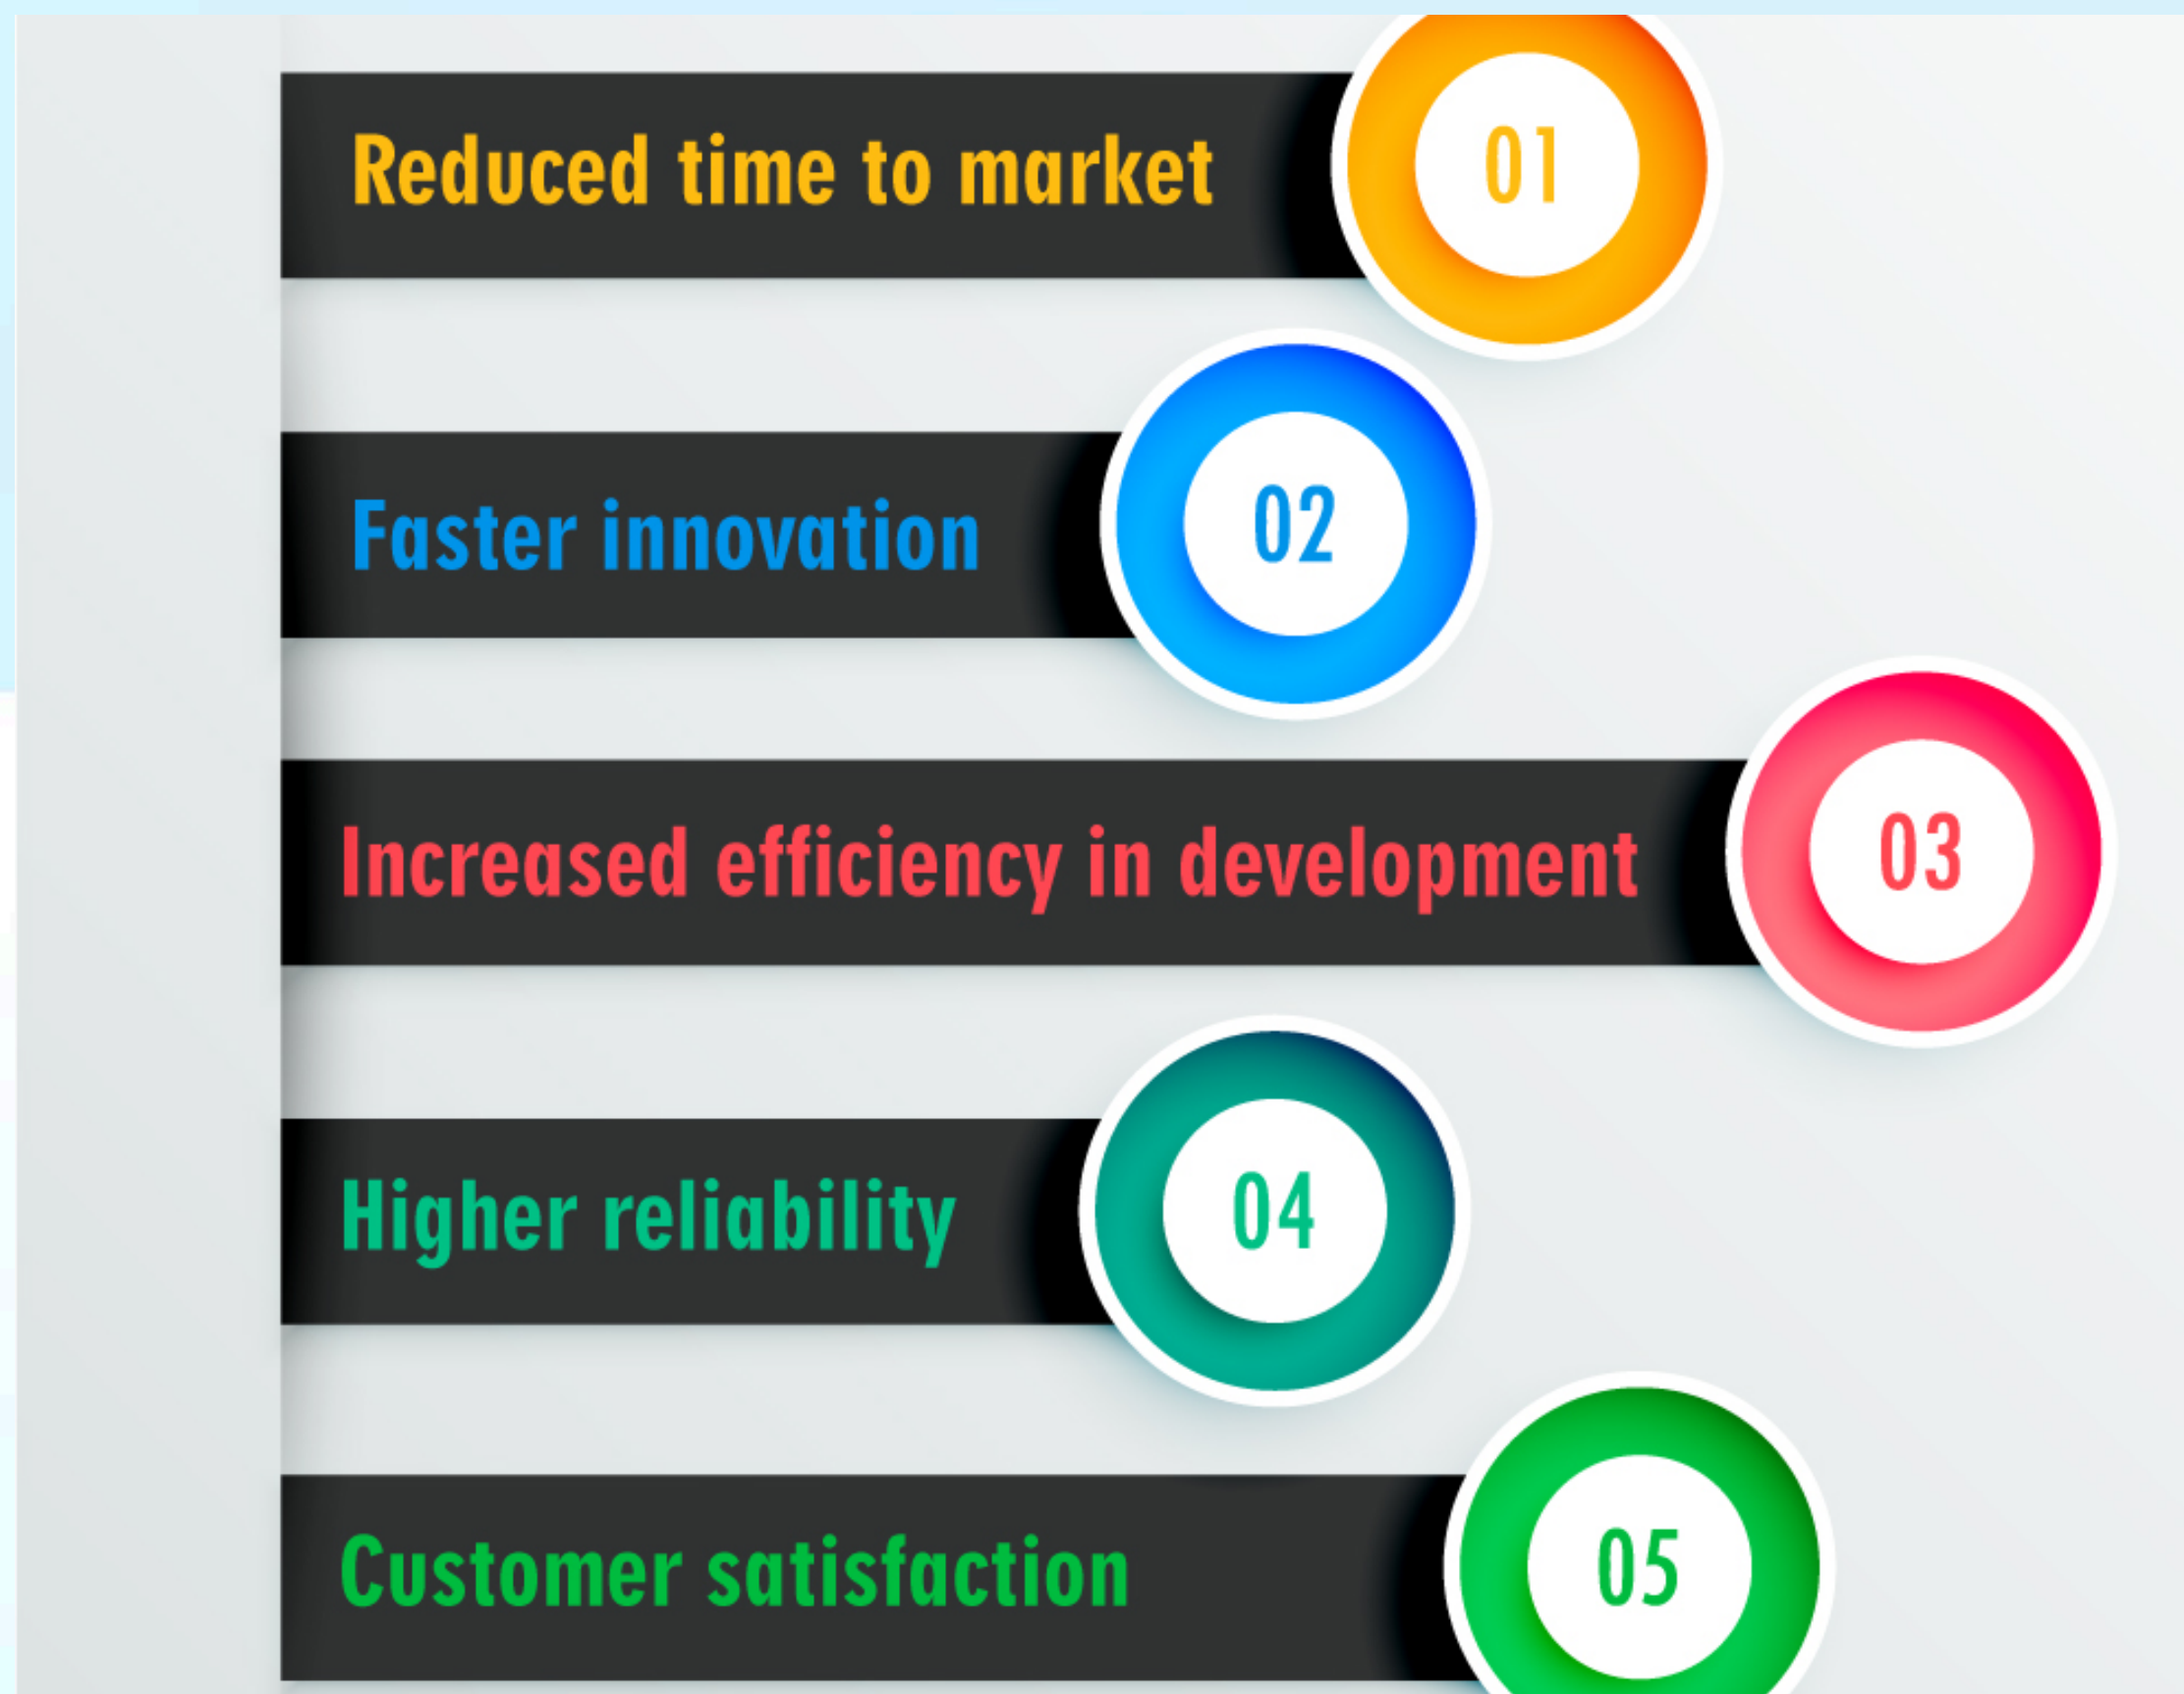 Reduced time to market 01
Faster innovation 02
Increased efficiency in development 03
Higher reliability 04
Customer satisfaction 05